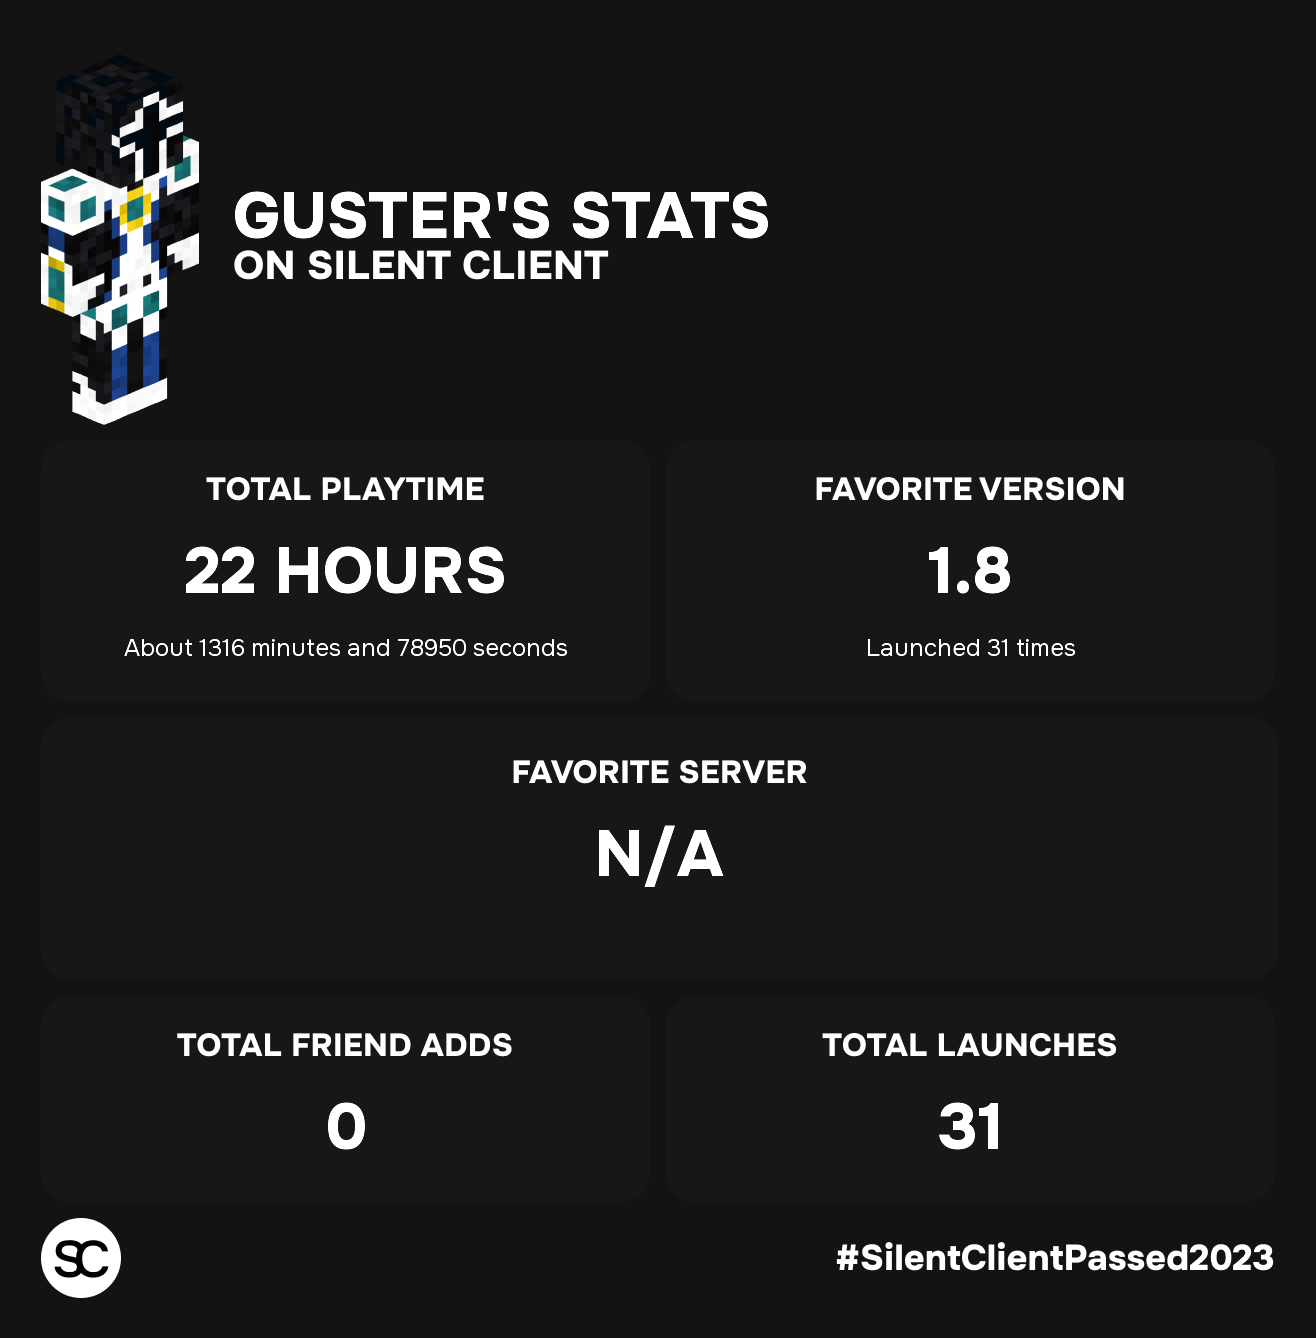 GUSTER'S STATS
ON SILENT CLIENT
TOTAL PLAYTIME
22 HOURS
About 1316 minutes and 78950 seconds
FAVORITE VERSION
1.8
Launched 31 times
FAVORITE SERVER
N/A
TOTAL FRIEND ADDS
0
TOTAL LAUNCHES
31
SC
#SilentClientPassed2023